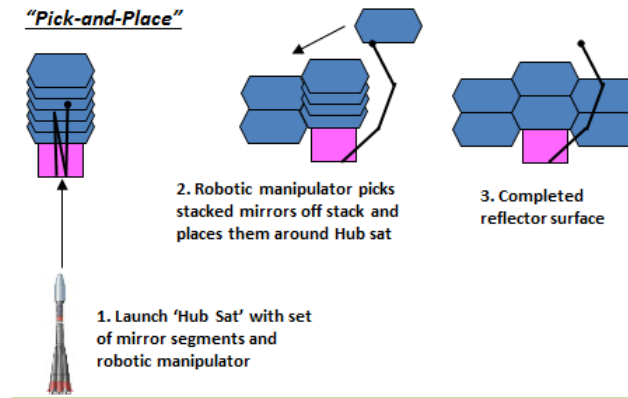 "Pick-and-Place"
2. Robotic manipulator picks
stacked mirrors off stack and
places them around Hub sat
3. Completed
reflector surface
1. Launch ‘Hub Sat’ with set
of mirror segments and
robotic manipulator